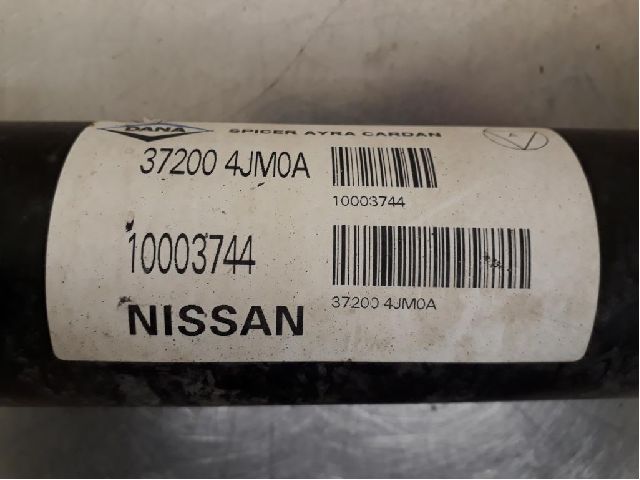 DANA
SPICER AYRA CARDAN
A
37200 4JM0A
10003744
10003744
37200 4JM0A
NISSAN